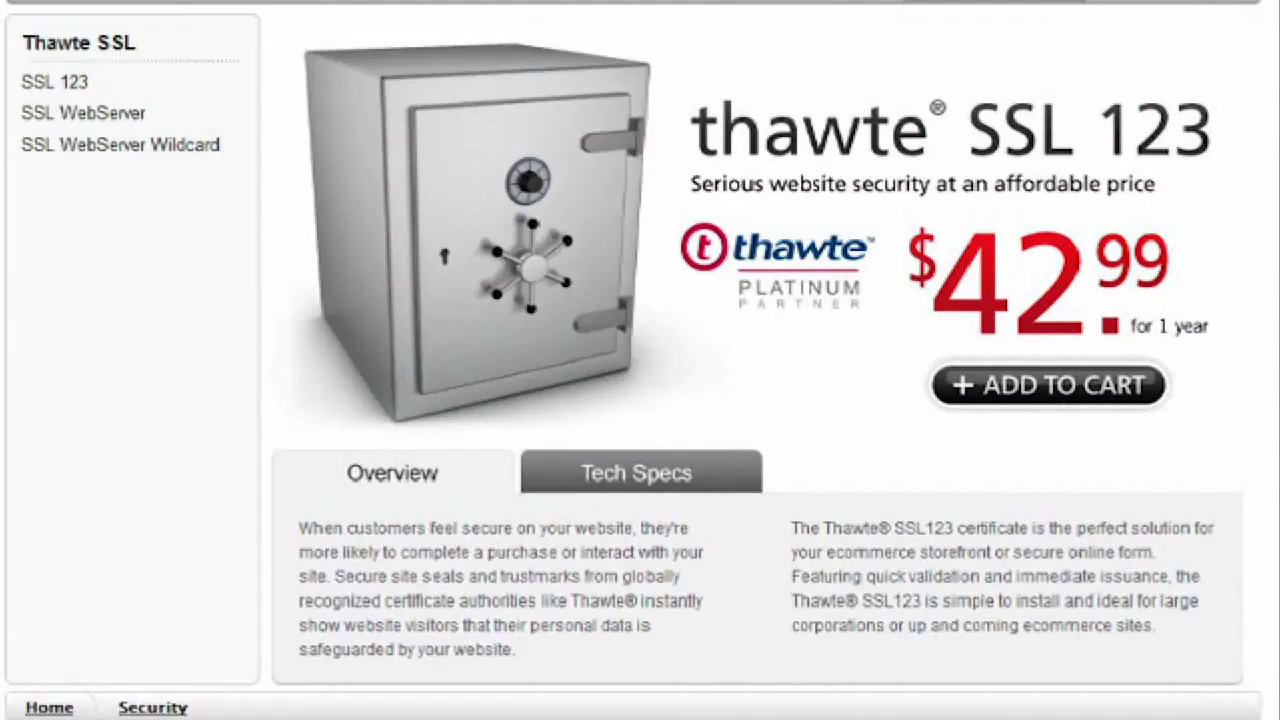 Thawte SSL
SSL 123
SSL WebServer
SSL WebServer Wildcard
thawte® SSL 123
Serious website security at an affordable price
t thawte™
PLATINUM
PARTNER
$42.99
for 1 year
+ ADD TO CART
Overview
Tech Specs
When customers feel secure on your website, they're
more likely to complete a purchase or interact with your
site. Secure site seals and trustmarks from globally
recognized certificate authorities like Thawte® instantly
show website visitors that their personal data is
safeguarded by your website.
The Thawte® SSL123 certificate is the perfect solution for
your ecommerce storefront or secure online form.
Featuring quick validation and immediate issuance, the
Thawte® SSL123 is simple to install and ideal for large
corporations or up and coming ecommerce sites.
Home
Security